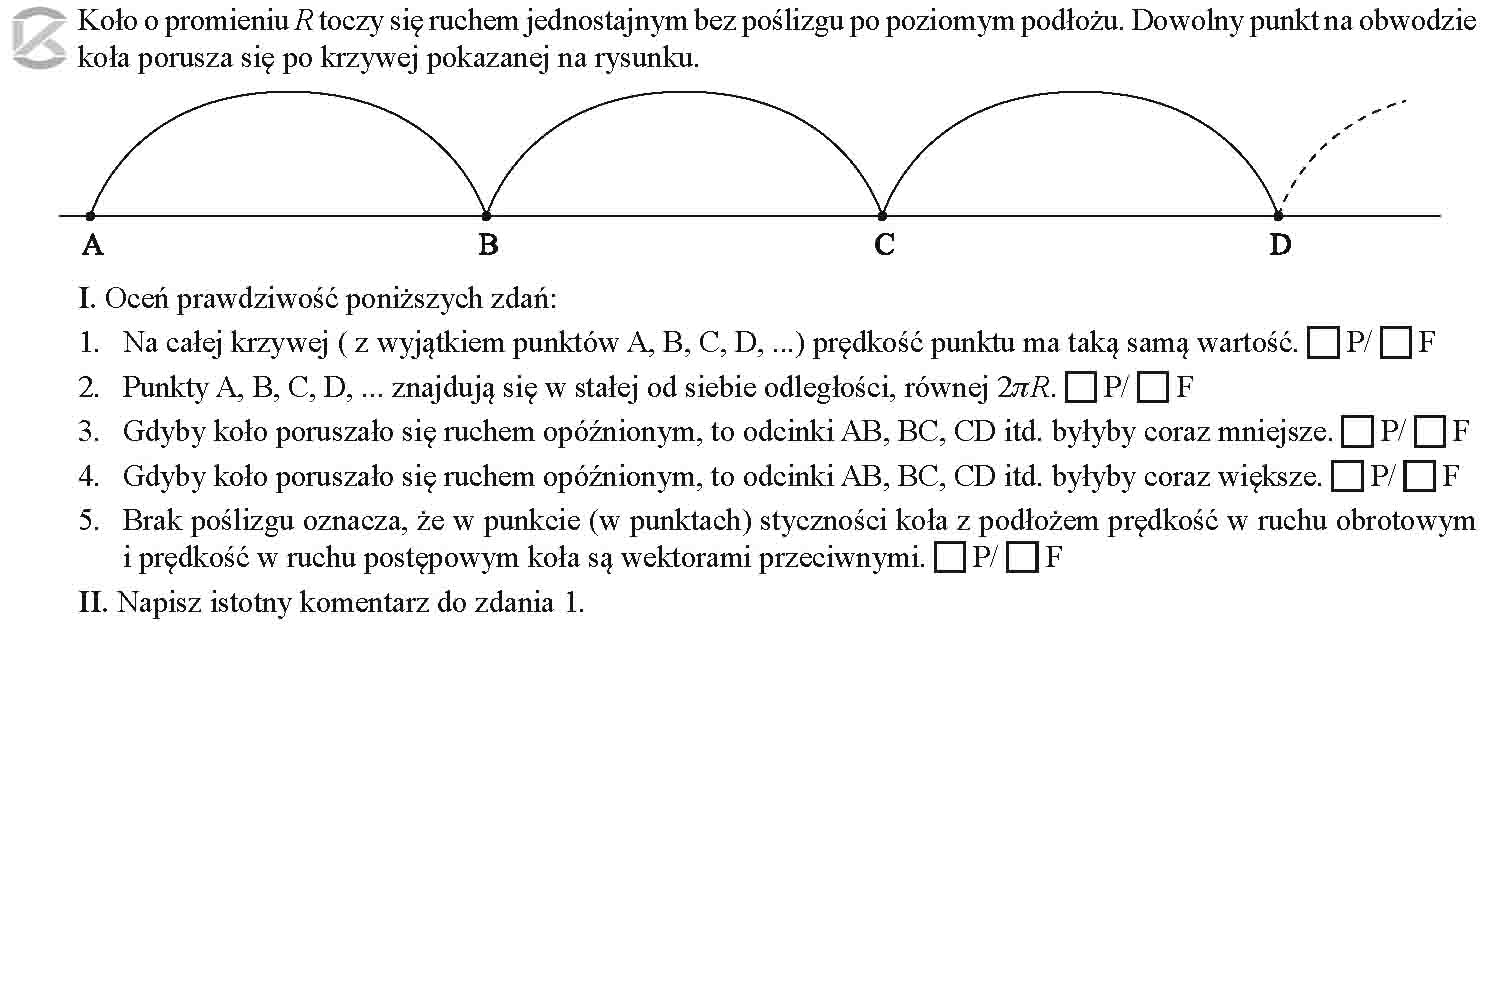 Koło o promieniu R toczy się ruchem jednostajnym bez poślizgu po poziomym podłożu. Dowolny punkt na obwodzie
koła porusza się po krzywej pokazanej na rysunku.
A B C D
I. Oceń prawdziwość poniższych zdań:
1. Na całej krzywej ( z wyjątkiem punktów A, B, C, D, ...) prędkość punktu ma taką samą wartość. □ P/ □ F
2. Punkty A, B, C, D, ... znajdują się w stałej od siebie odległości, równej 2πR. □ P/ □ F
3. Gdyby koło poruszało się ruchem opóźnionym, to odcinki AB, BC, CD itd. byłyby coraz mniejsze. □ P/ □ F
4. Gdyby koło poruszało się ruchem opóźnionym, to odcinki AB, BC, CD itd. byłyby coraz większe. □ P/ □ F
5. Brak poślizgu oznacza, że w punkcie (w punktach) styczności koła z podłożem prędkość w ruchu obrotowym
i prędkość w ruchu postępowym koła są wektorami przeciwnymi. □ P/ □ F
II. Napisz istotny komentarz do zdania 1.